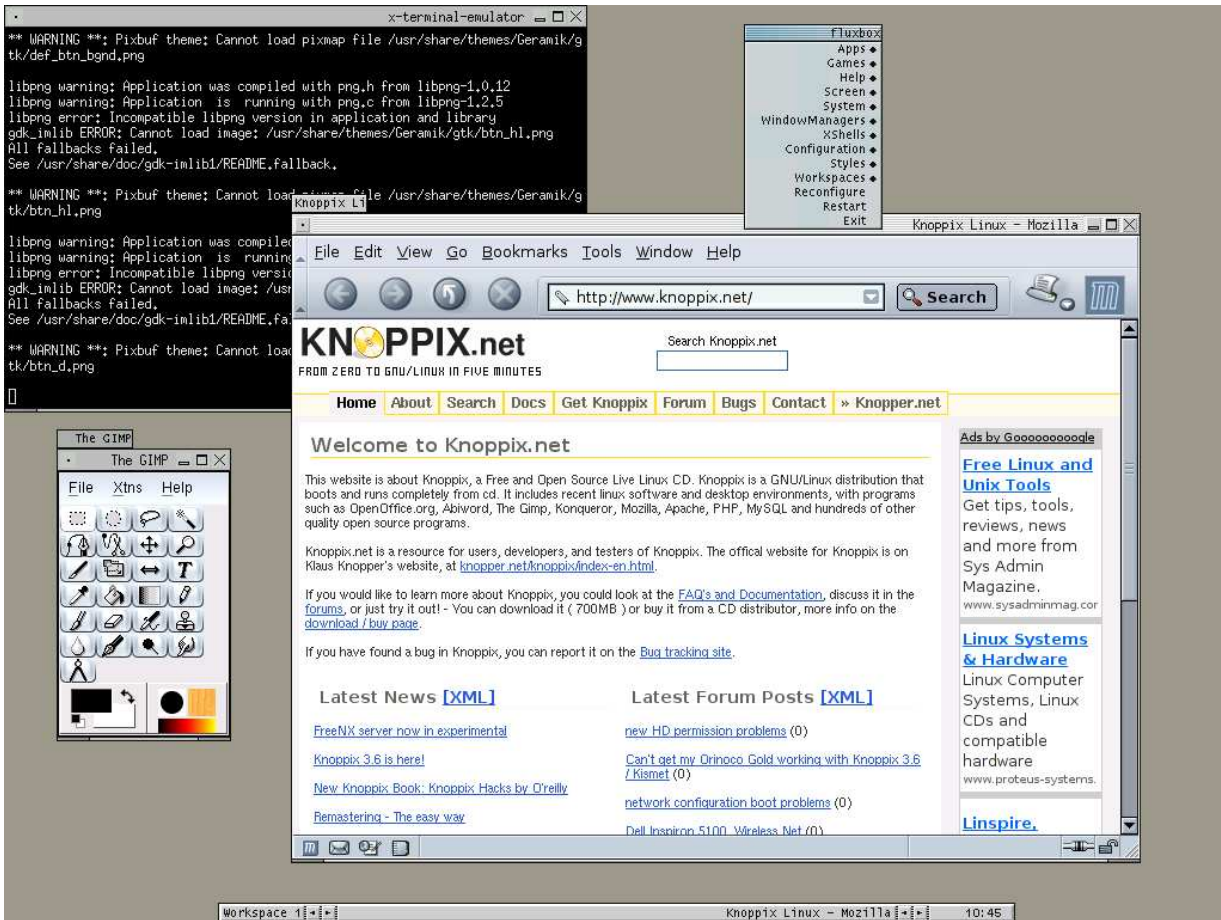 x-terminal-emulator
** WARNING **: Pixbuf theme: Cannot load pixmap file /usr/share/themes/Geramik/g
tk/def_btn_bgnd.png
libpng warning: Application was compiled with png.h from libpng-1.0.12
libpng warning: Application  is  running with png.c from libpng-1.2.5
libpng error: Incompatible libpng version in application and library
gdk_imlib ERROR: Cannot load image: /usr/share/themes/Geramik/gtk/btn_hl.png
All fallbacks failed.
See /usr/share/doc/gdk-imlib1/README.fallback.
** WARNING **: Pixbuf theme: Cannot load pixmap file /usr/share/themes/Geramik/g
tk/btn_hl.png
libpng warning: Application was compiled
libpng warning: Application  is  running
libpng error: Incompatible libpng versi
gdk_imlib ERROR: Cannot load image: /usr
All fallbacks failed.
See /usr/share/doc/gdk-imlib1/README.fa
** WARNING **: Pixbuf theme: Cannot load
tk/btn_d.png
fluxbox
Apps
Games
Help
Screen
System
WindowManagers
XShells
Configuration
Styles
Workspaces
Reconfigure
Restart
Exit
The GIMP
The GIMP
File Xtns Help
Knoppix Li
Knoppix Linux - Mozilla
File Edit View Go Bookmarks Tools Window Help
http://www.knoppix.net/ Search
KNOPPIX.net
FROM ZERO TO GNU/LINUX IN FIVE MINUTES
Search Knoppix.net
Home About Search Docs Get Knoppix Forum Bugs Contact » Knopper.net
Welcome to Knoppix.net
This website is about Knoppix, a Free and Open Source Live Linux CD. Knoppix is a GNU/Linux distribution that
boots and runs completely from cd. It includes recent linux software and desktop environments, with programs
such as OpenOffice.org, Abiword, The Gimp, Konqueror, Mozilla, Apache, PHP, MySQL and hundreds of other
quality open source programs.
Knoppix.net is a resource for users, developers, and testers of Knoppix. The offical website for Knoppix is on
Klaus Knopper's website, at knopper.net/knoppix/index-en.html.
If you would like to learn more about Knoppix, you could look at the FAQ's and Documentation, discuss it in the
forums, or just try it out! - You can download it ( 700MB ) or buy it from a CD distributor, more info on the
download / buy page.
If you have found a bug in Knoppix, you can report it on the Bug tracking site.
Latest News [XML]
FreeNX server now in experimental
Knoppix 3.6 is here!
New Knoppix Book: Knoppix Hacks by O'reilly
Remastering - The easy way
Latest Forum Posts [XML]
new HD permission problems (0)
Can't get my Orinoco Gold working with Knoppix 3.6
/ Kismet (0)
network configuration boot problems (0)
Dell Inspiron 5100, Wireless Net (0)
Ads by Goooooooooogle
Free Linux and
Unix Tools
Get tips, tools,
reviews, news
and more from
Sys Admin
Magazine.
www.sysadminmag.cor
Linux Systems
& Hardware
Linux Computer
Systems, Linux
CDs and
compatible
hardware
www.proteus-systems.
Linspire,
Workspace 1
Knoppix Linux - Mozilla
10:45